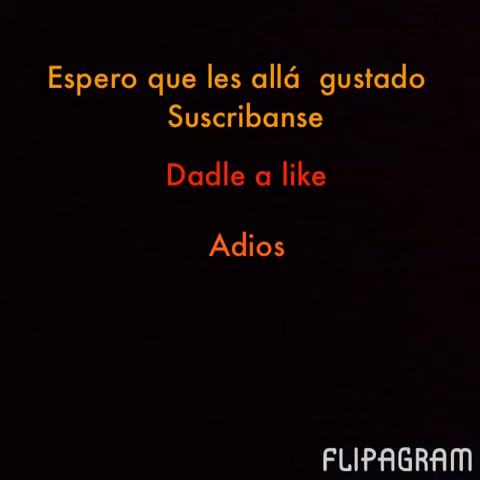 Espero que les allá gustado
Suscribanse
Dadle a like
Adios
FLIPAGRAM